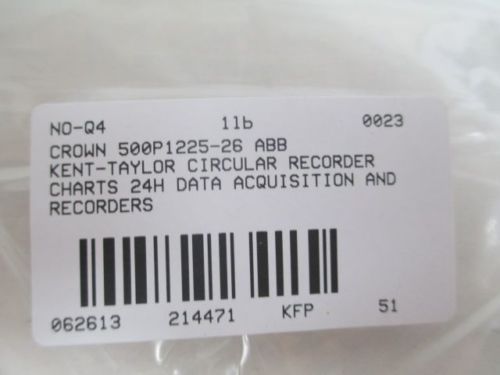 NO-Q4 1lb 0023
CROWN 500P1225-26 ABB
KENT-TAYLOR CIRCULAR RECORDER
CHARTS 24H DATA ACQUISITION AND
RECORDERS
062613 214471 KFP 51